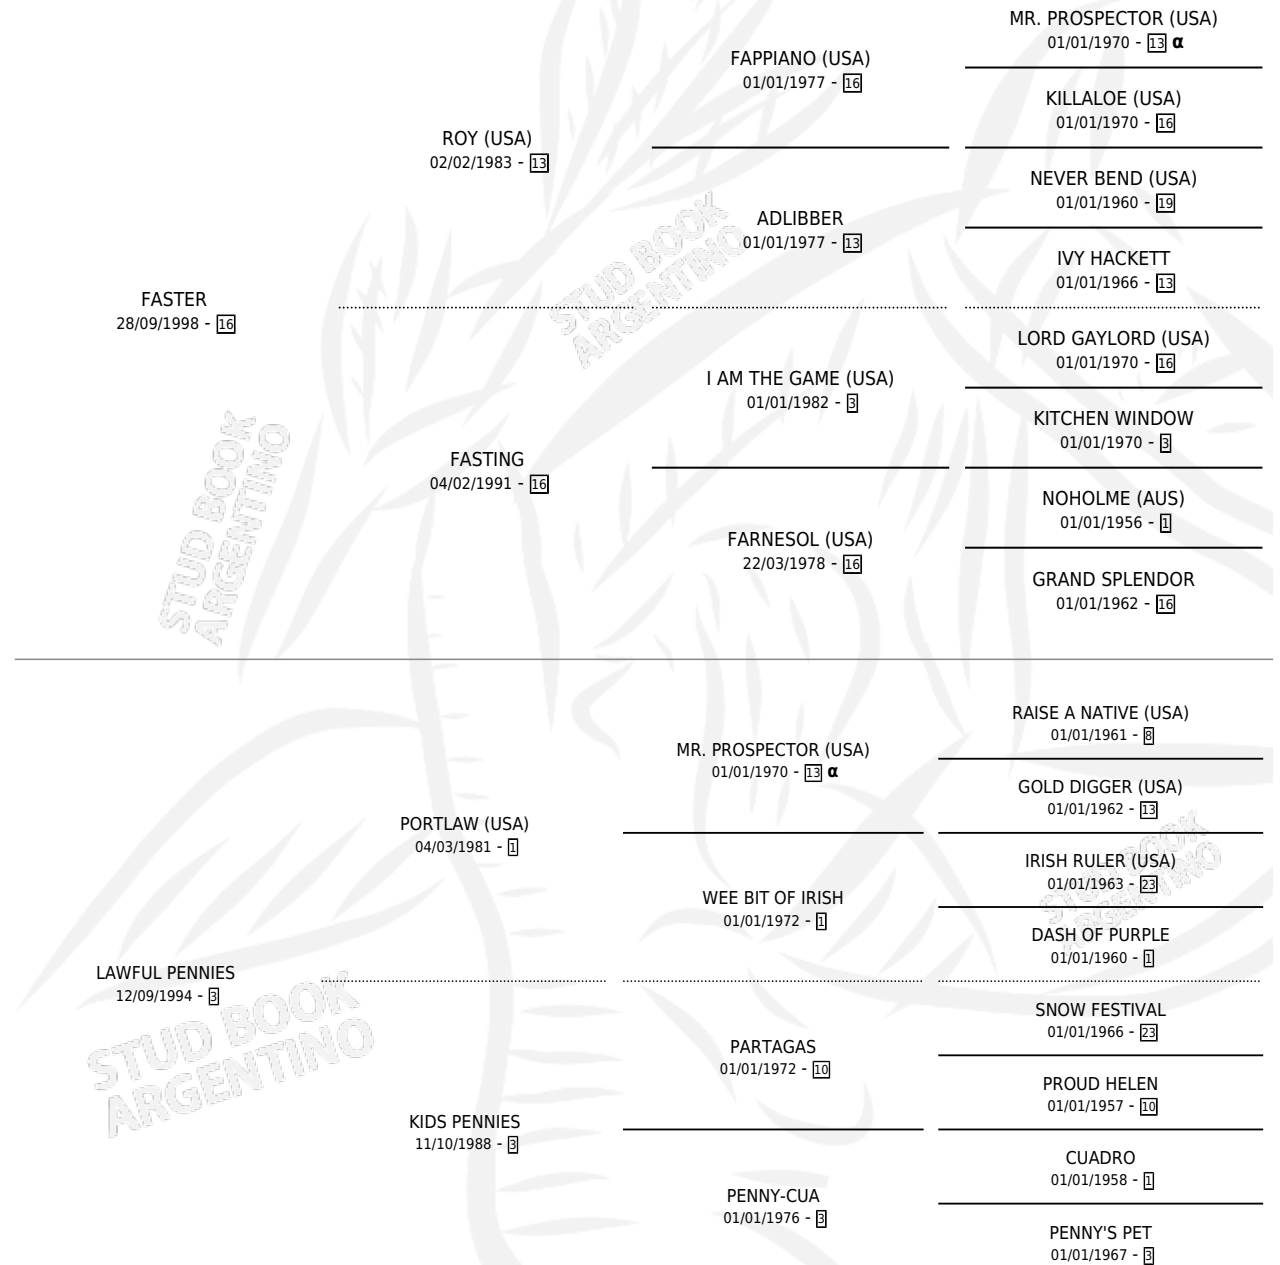 MR. PROSPECTOR (USA)
01/01/1970 - 13 α
FAPPIANO (USA)
01/01/1977 - 16
KILLALOE (USA)
01/01/1970 - 16
ROY (USA)
02/02/1983 - 13
NEVER BEND (USA)
01/01/1960 - 19
ADLIBBER
01/01/1977 - 13
IVY HACKETT
01/01/1966 - 13
FASTER
28/09/1998 - 16
LORD GAYLORD (USA)
01/01/1970 - 16
I AM THE GAME (USA)
01/01/1982 - 3
KITCHEN WINDOW
01/01/1970 - 3
FASTING
04/02/1991 - 16
NOHOLME (AUS)
01/01/1956 - 1
FARNESOL (USA)
22/03/1978 - 16
GRAND SPLENDOR
01/01/1962 - 16
RAISE A NATIVE (USA)
01/01/1961 - 8
MR. PROSPECTOR (USA)
01/01/1970 - 13 α
GOLD DIGGER (USA)
01/01/1962 - 13
PORTLAW (USA)
04/03/1981 - 1
IRISH RULER (USA)
01/01/1963 - 23
WEE BIT OF IRISH
01/01/1972 - 1
DASH OF PURPLE
01/01/1960 - 1
LAWFUL PENNIES
12/09/1994 - 3
SNOW FESTIVAL
01/01/1966 - 23
PARTAGAS
01/01/1972 - 10
PROUD HELEN
01/01/1957 - 10
KIDS PENNIES
11/10/1988 - 3
CUADRO
01/01/1958 - 1
PENNY-CUA
01/01/1976 - 3
PENNY'S PET
01/01/1967 - 3
STUD BOOK
ARGENTINO
STUD BOOK
ARGENTINO
STUD BOOK
ARGENTINO
STUD BOOK
ARGENTINO